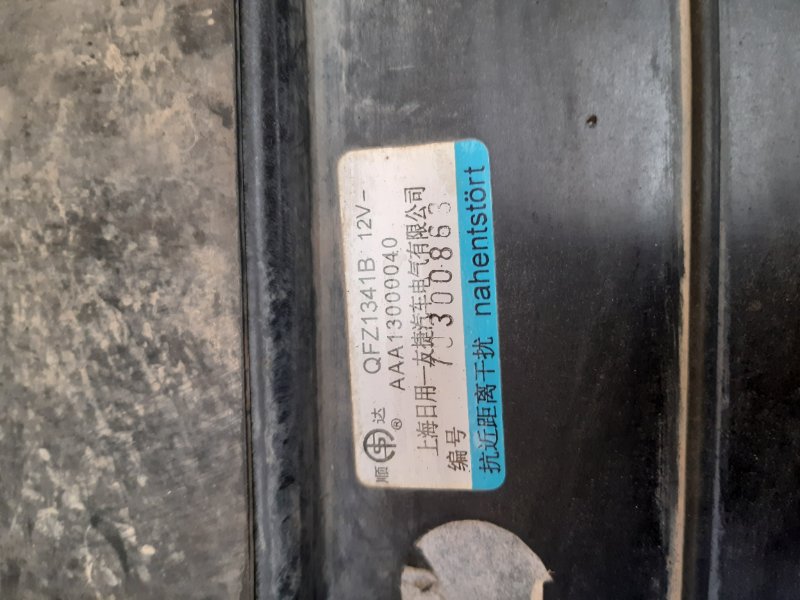 顺 达 QFZ1341B 12V-
® AAA13000040
上海日用一友捷汽车电气有限公司
编号 300863
抗近距离干扰 nahentstört